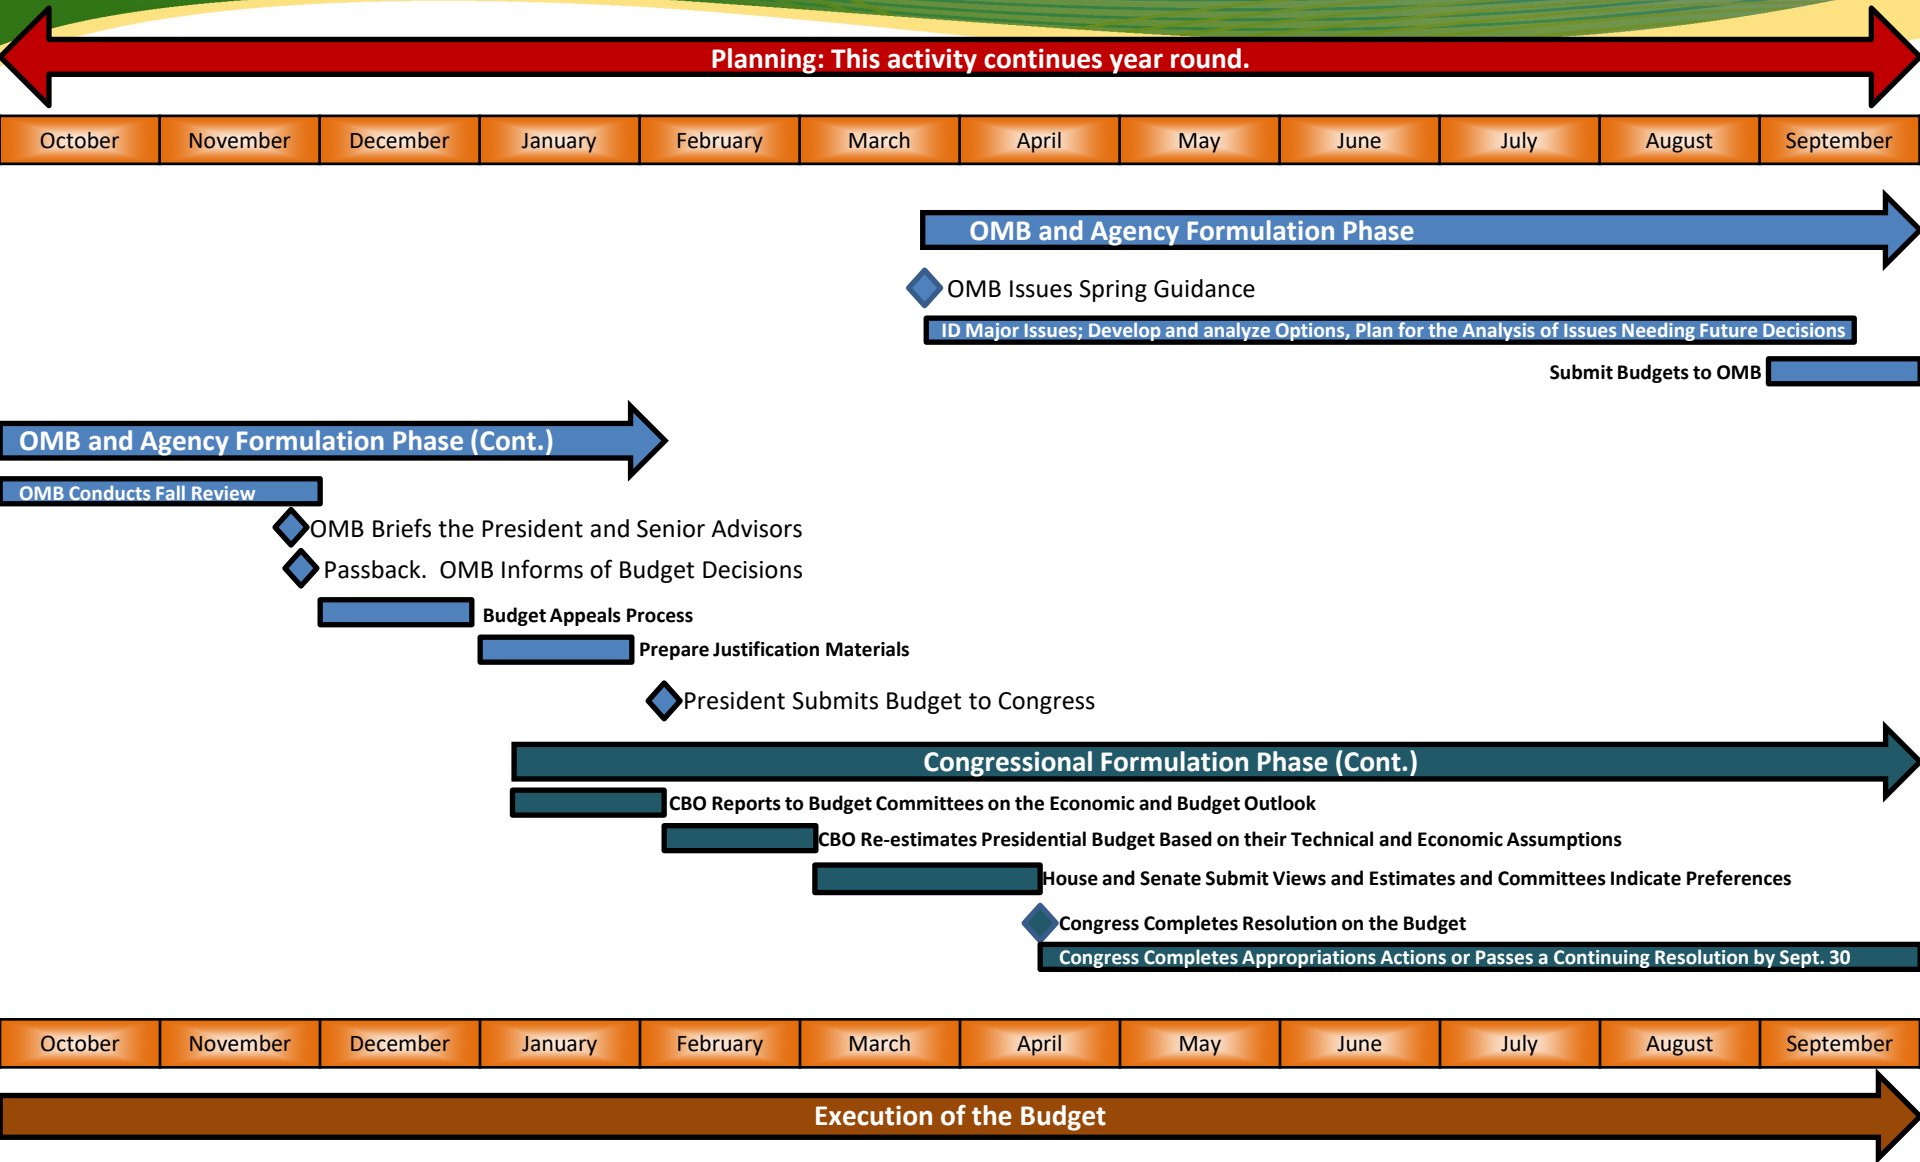 Planning: This activity continues year round.
October November December January February March April May June July August September
OMB and Agency Formulation Phase
OMB Issues Spring Guidance
ID Major Issues; Develop and analyze Options, Plan for the Analysis of Issues Needing Future Decisions
Submit Budgets to OMB
OMB and Agency Formulation Phase (Cont.)
OMB Conducts Fall Review
OMB Briefs the President and Senior Advisors
Passback.  OMB Informs of Budget Decisions
Budget Appeals Process
Prepare Justification Materials
President Submits Budget to Congress
Congressional Formulation Phase (Cont.)
CBO Reports to Budget Committees on the Economic and Budget Outlook
CBO Re-estimates Presidential Budget Based on their Technical and Economic Assumptions
House and Senate Submit Views and Estimates and Committees Indicate Preferences
Congress Completes Resolution on the Budget
Congress Completes Appropriations Actions or Passes a Continuing Resolution by Sept. 30
October November December January February March April May June July August September
Execution of the Budget